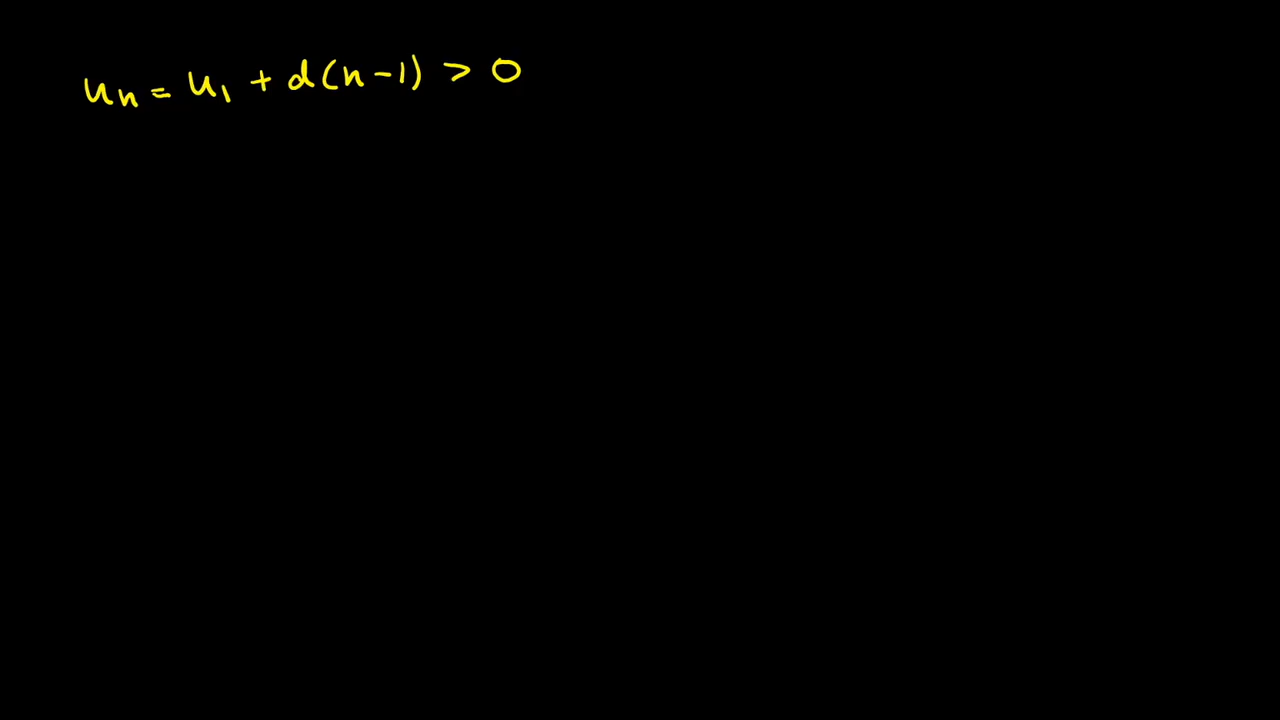 uₙ = u₁ + d(n-1) > 0